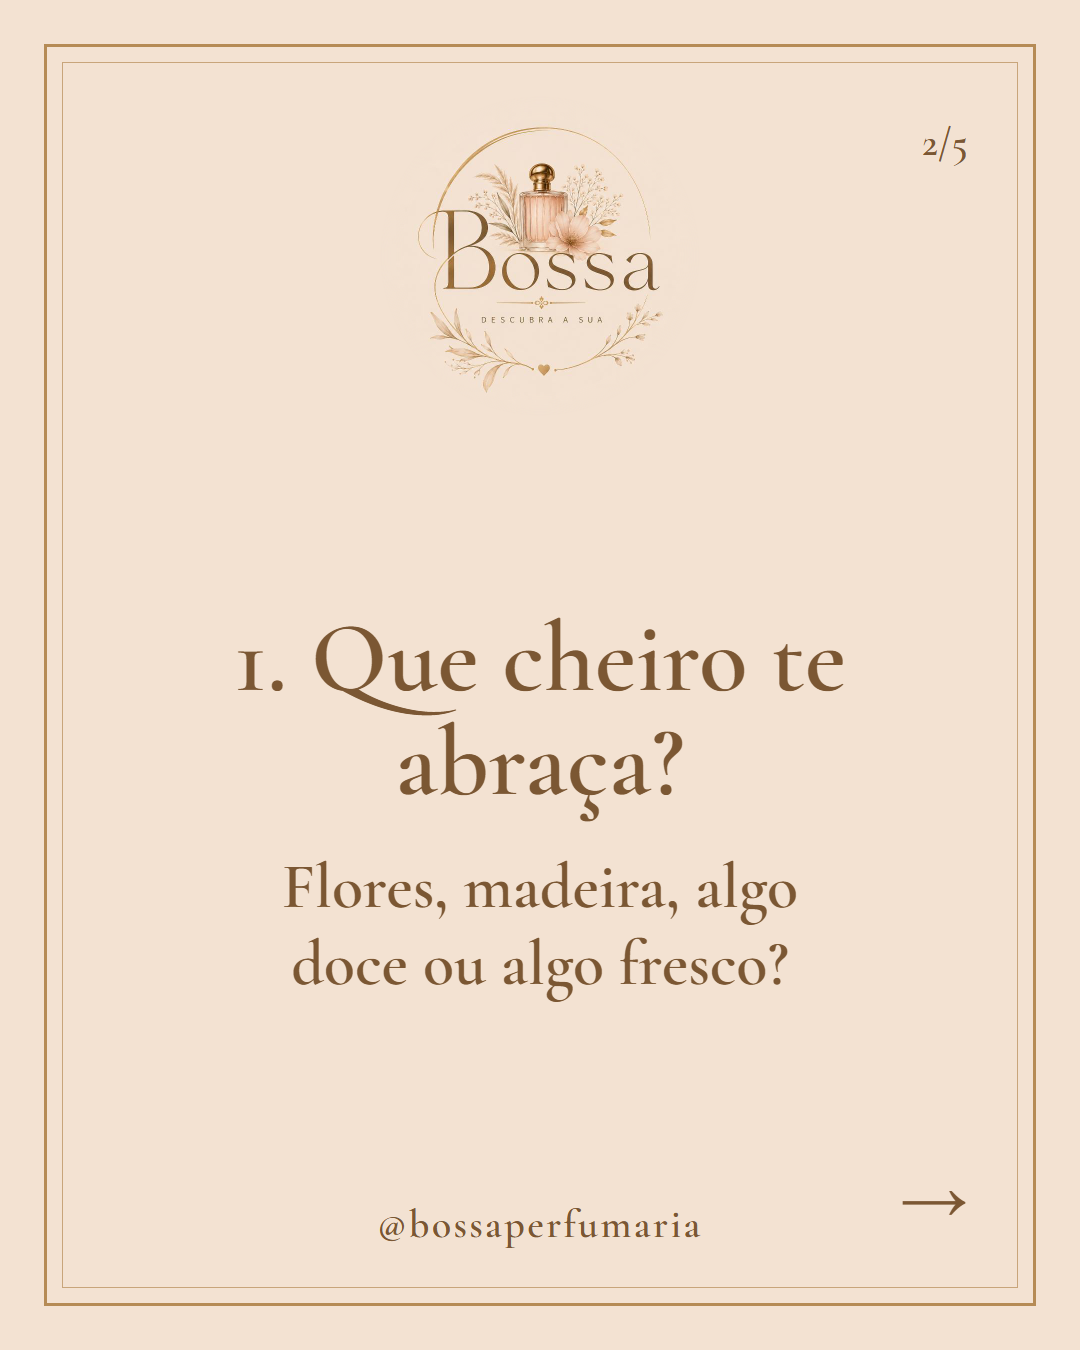 2/5
Bossa
DESCUBRA A SUA
1. Que cheiro te
abraça?
Flores, madeira, algo
doce ou algo fresco?
→
@bossaperfumaria